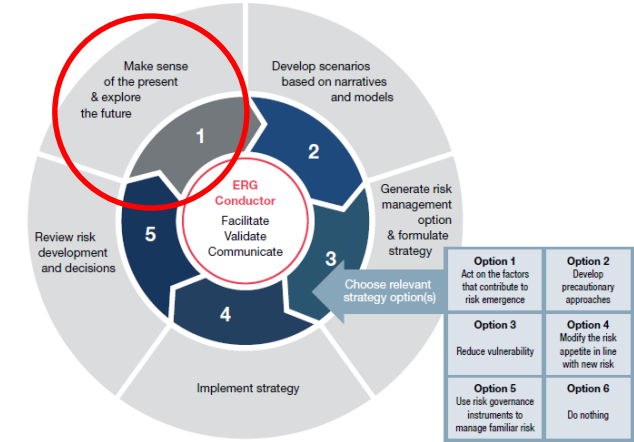 Make sense
of the present
& explore
the future
1
Develop scenarios
based on narratives
and models
2
Generate risk
management
option
& formulate
strategy
3
Choose relevant
strategy option(s)
Implement strategy
4
Review risk
development
and decisions
5
ERG
Conductor
Facilitate
Validate
Communicate
Option 1
Act on the factors
that contribute to
risk emergence
Option 2
Develop
precautionary
approaches
Option 3
Reduce vulnerability
Option 4
Modify the risk
appetite in line
with new risk
Option 5
Use risk governance
instruments to
manage familiar risk
Option 6
Do nothing